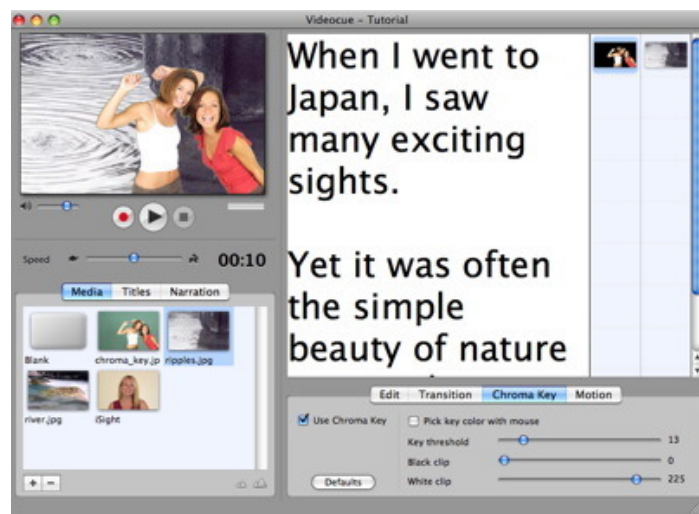 Videocue - Tutorial
When I went to
Japan, I saw
many exciting
sights.
Yet it was often
the simple
beauty of nature
Speed
00:10
Media Titles Narration
Blank chroma_key.jp ripples.jpg
river.jpg iSight
Edit Transition Chroma Key Motion
Use Chroma Key Pick key color with mouse
Key threshold 13
Black clip 0
Defaults White clip 225